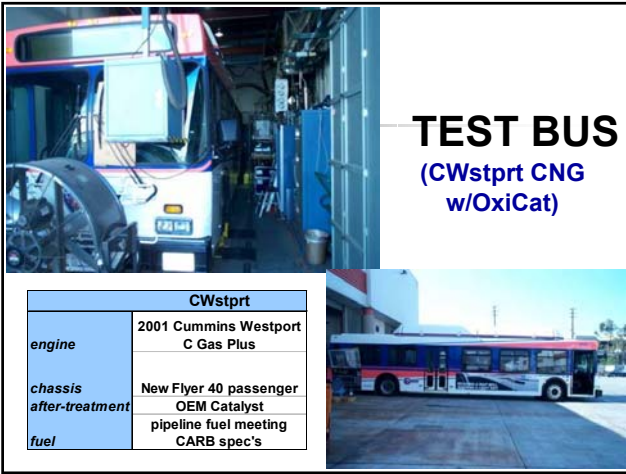 TEST BUS
(CWstprt CNG
w/OxiCat)
CWstprt
engine
2001 Cummins Westport
C Gas Plus
chassis
New Flyer 40 passenger
after-treatment
OEM Catalyst
fuel
pipeline fuel meeting
CARB spec's